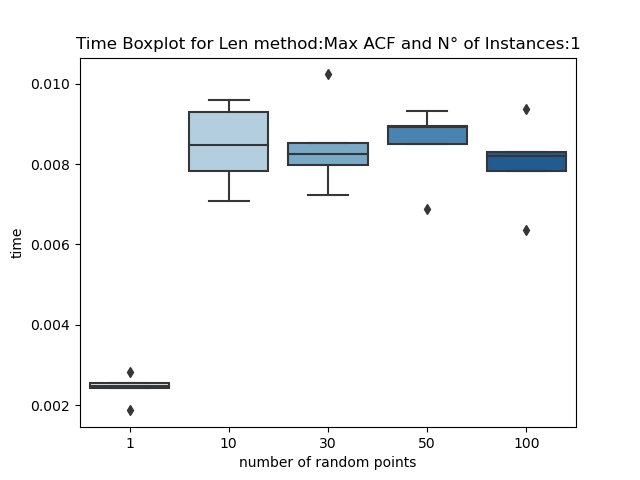 Time Boxplot for Len method:Max ACF and N° of Instances:1
0.010
0.008
0.006
0.004
0.002
time
1 10 30 50 100
number of random points